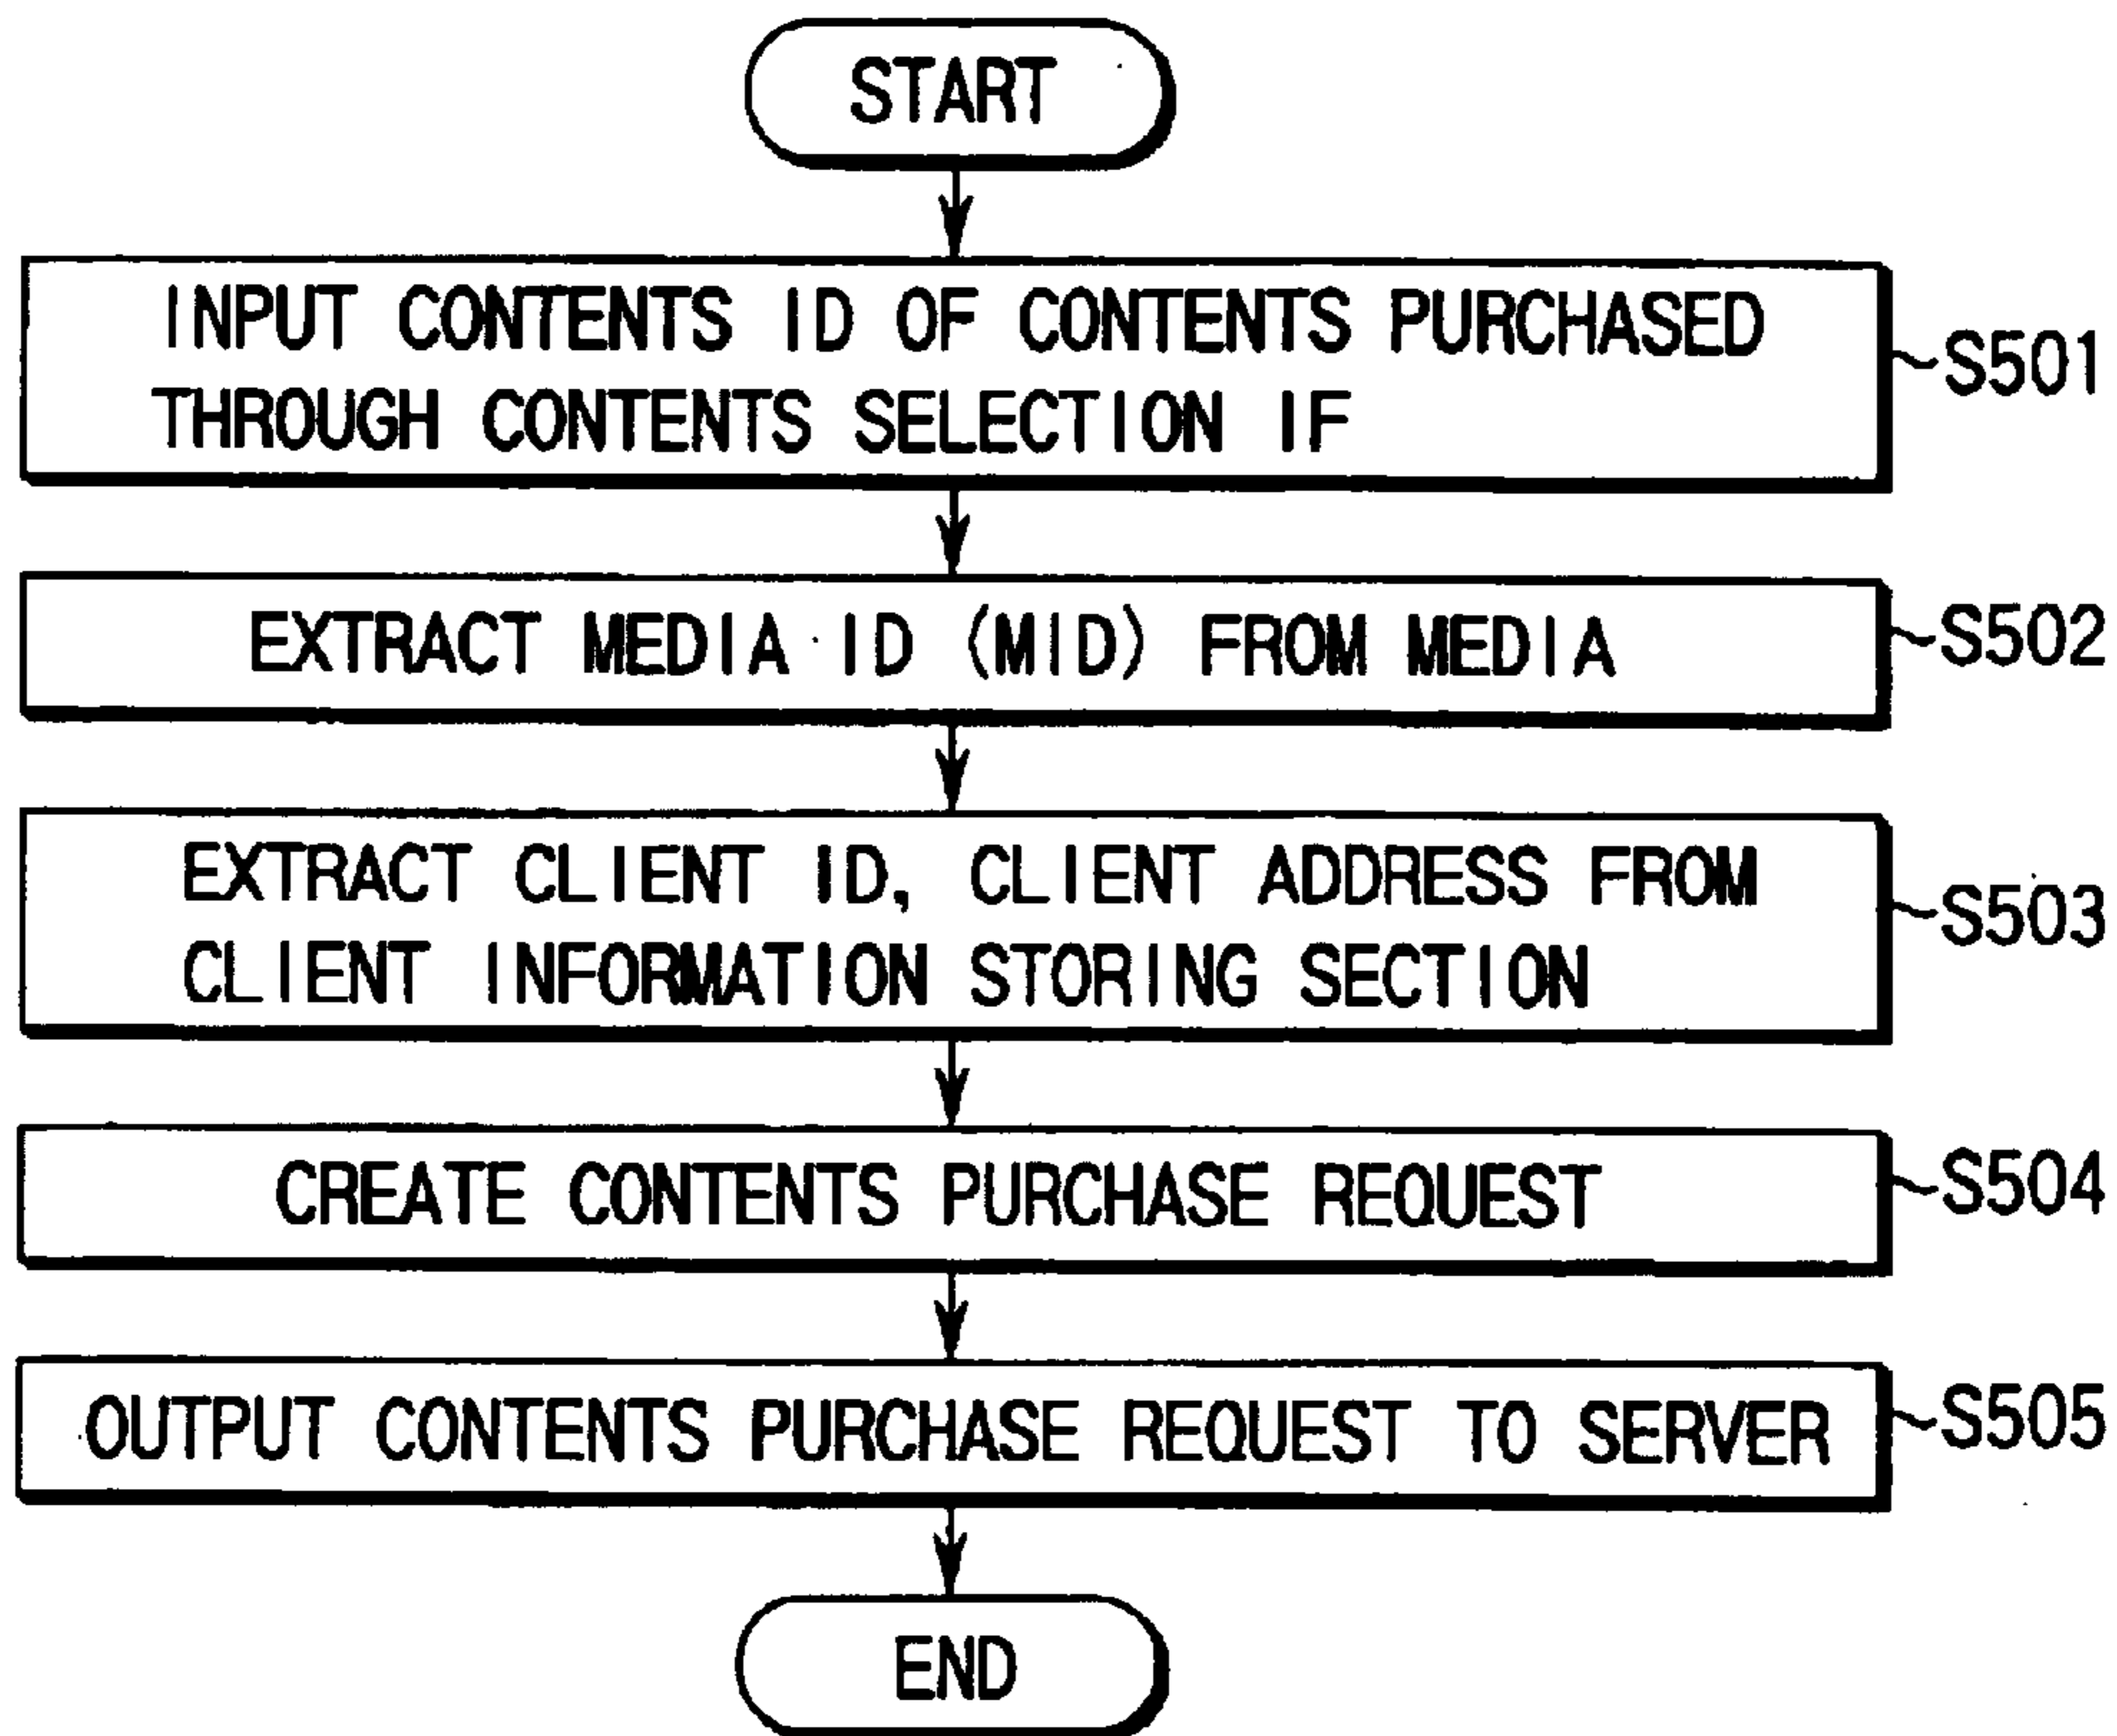 START
INPUT CONTENTS ID OF CONTENTS PURCHASED
THROUGH CONTENTS SELECTION IF
S501
EXTRACT MEDIA ID (MID) FROM MEDIA
S502
EXTRACT CLIENT ID, CLIENT ADDRESS FROM
CLIENT INFORMATION STORING SECTION
S503
CREATE CONTENTS PURCHASE REQUEST
S504
OUTPUT CONTENTS PURCHASE REQUEST TO SERVER
S505
END